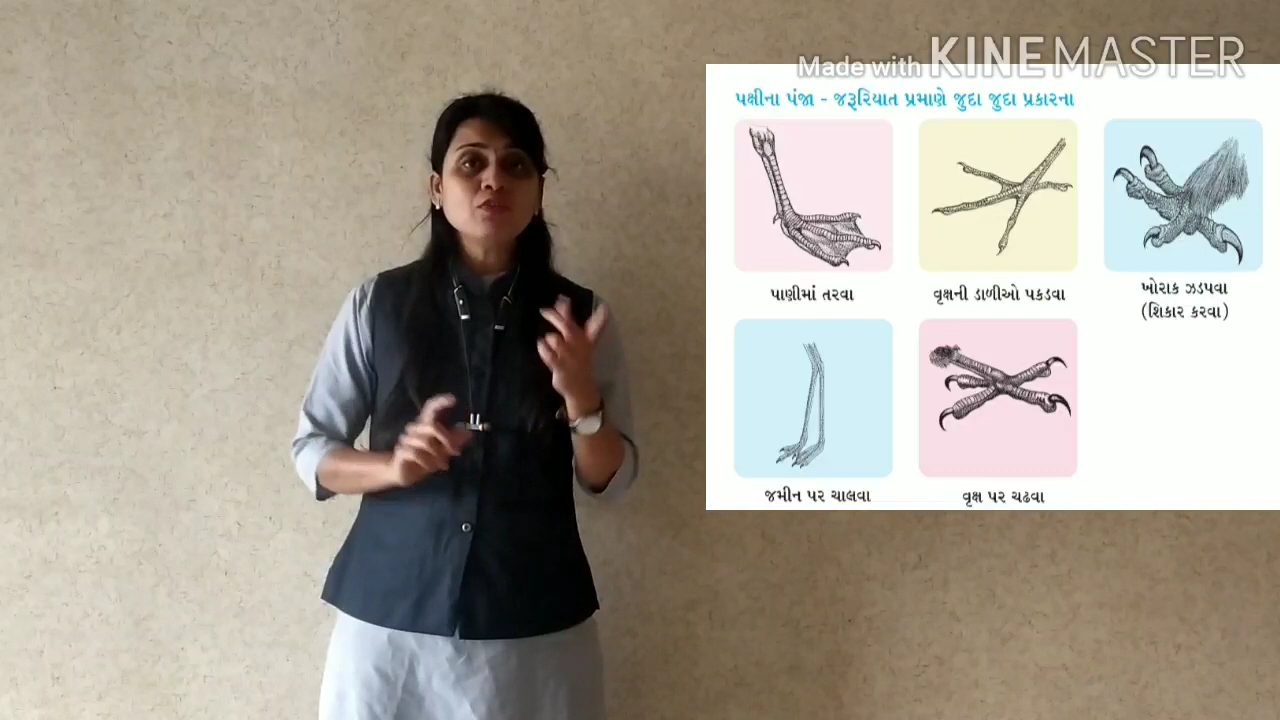 Made with KINEMASTER
પક્ષીના પંજા - જરૂરિયાત પ્રમાણે જુદા જુદા પ્રકારના
પાણીમાં તરવા
વૃક્ષની ડાળીઓ પકડવા
ખોરાક ઝડપવા
(શિકાર કરવા)
જમીન પર ચાલવા
વૃક્ષ પર ચઢવા